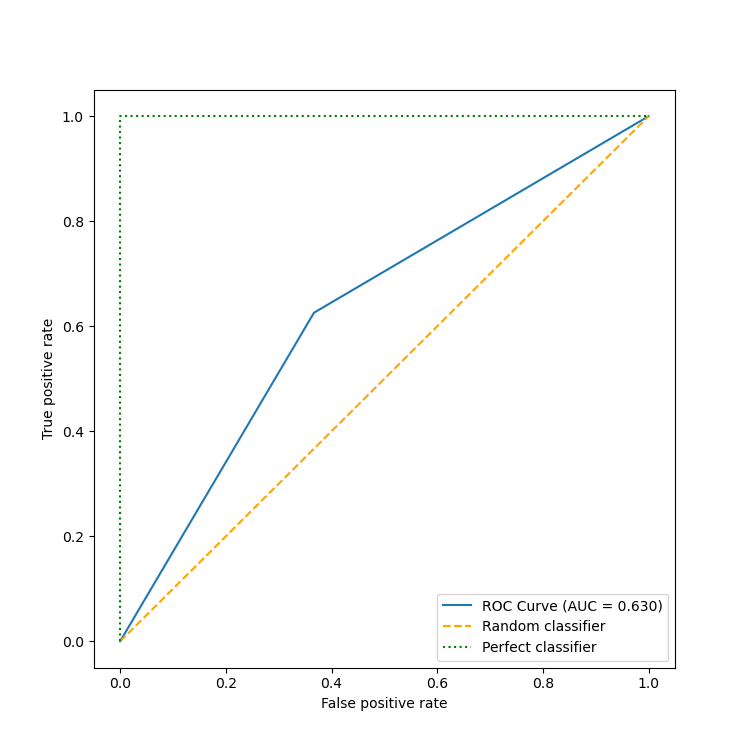 1.0
0.8
0.6
0.4
0.2
0.0
True positive rate
ROC Curve (AUC = 0.630)
Random classifier
Perfect classifier
0.0 0.2 0.4 0.6 0.8 1.0
False positive rate